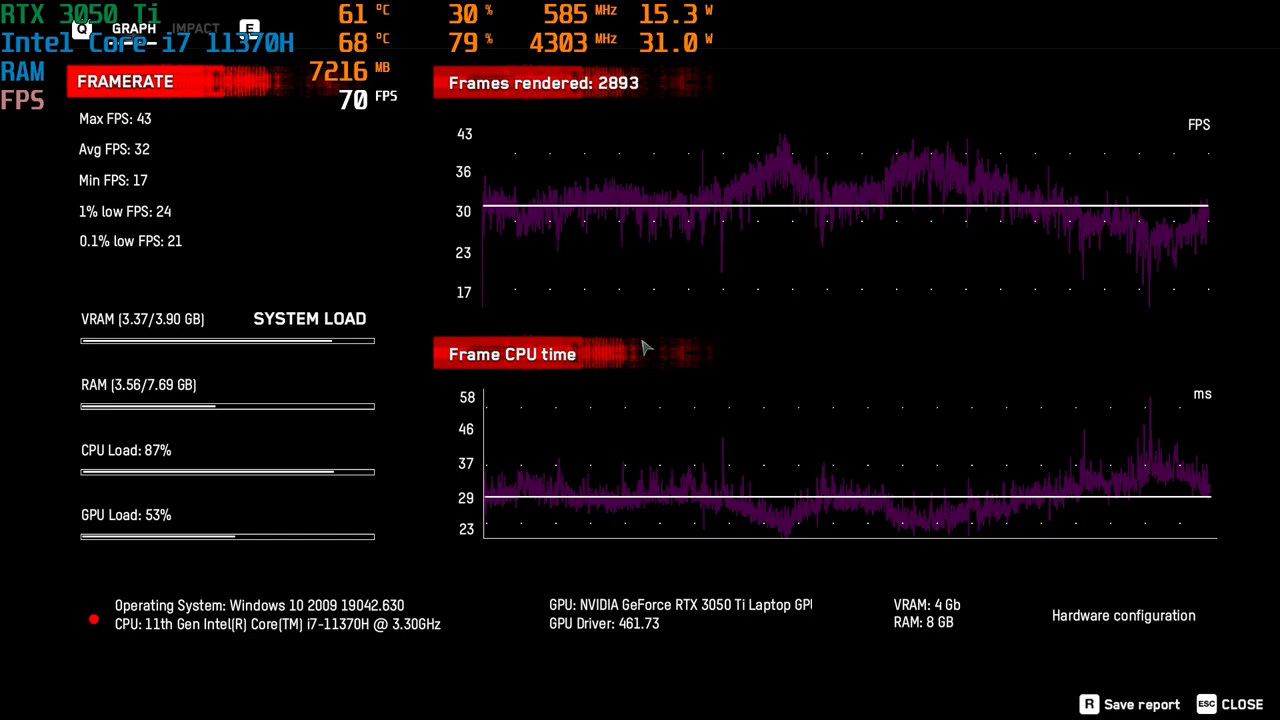 RTX 3050 Ti 61 °C 30 % 585 MHz 15.3 W
Q GRAPH IMPACT E
Intel Core i7 11370H 68 °C 79 % 4303 MHz 31.0 W
RAM 7216 MB
FPS 70 FPS
FRAMERATE
Max FPS: 43
Avg FPS: 32
Min FPS: 17
1% low FPS: 24
0.1% low FPS: 21
VRAM (3.37/3.90 GB) SYSTEM LOAD
RAM (3.56/7.69 GB)
CPU Load: 87%
GPU Load: 53%
Frames rendered: 2893
FPS
43
36
30
23
17
Frame CPU time
ms
58
46
37
29
23
Operating System: Windows 10 2009 19042.630
CPU: 11th Gen Intel(R) Core(TM) i7-11370H @ 3.30GHz
GPU: NVIDIA GeForce RTX 3050 Ti Laptop GPI
GPU Driver: 461.73
VRAM: 4 Gb
RAM: 8 GB
Hardware configuration
R Save report ESC CLOSE